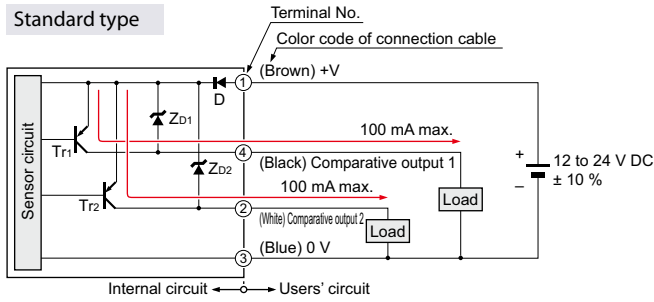 Standard type
Terminal No.
Color code of connection cable
1
(Brown) +V
D
ZD1
100 mA max.
Sensor circuit
Tr1
4
(Black) Comparative output 1
+
12 to 24 V DC
± 10 %
–
ZD2
100 mA max.
Load
Tr2
2
(White) Comparative output 2
Load
3
(Blue) 0 V
Internal circuit
Users' circuit